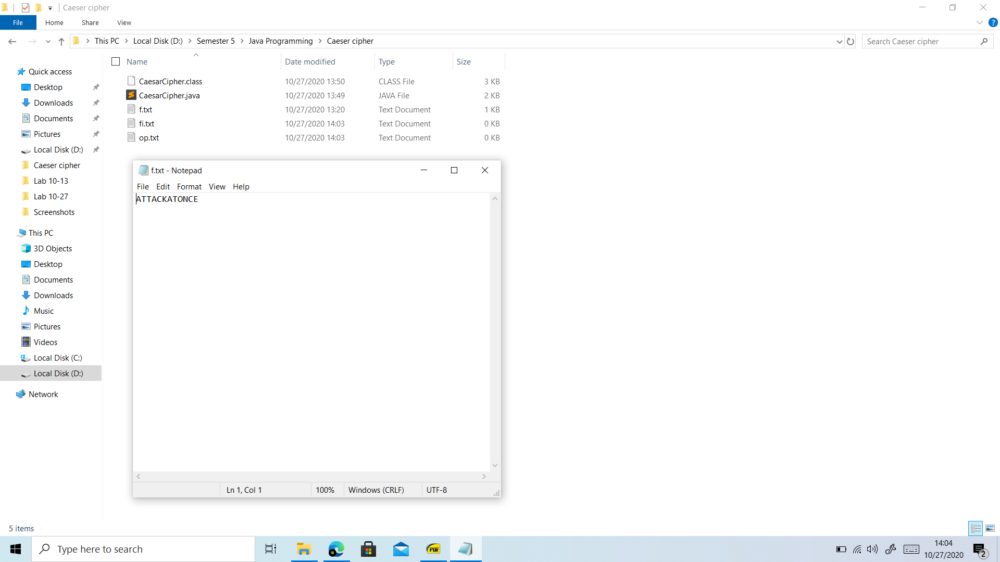 Caeser cipher
File Home Share View
This PC Local Disk (D:) Semester 5 Java Programming Caeser cipher
Search Caeser cipher
Name Date modified Type Size
CaesarCipher.class 10/27/2020 13:50 CLASS File 3 KB
CaesarCipher.java 10/27/2020 13:49 JAVA File 2 KB
f.txt 10/27/2020 13:20 Text Document 1 KB
fi.txt 10/27/2020 14:03 Text Document 0 KB
op.txt 10/27/2020 14:03 Text Document 0 KB
Quick access
Desktop
Downloads
Documents
Pictures
Local Disk (D:)
Caeser cipher
Lab 10-13
Lab 10-27
Screenshots
This PC
3D Objects
Desktop
Documents
Downloads
Music
Pictures
Videos
Local Disk (C:)
Local Disk (D:)
Network
f.txt - Notepad
File Edit Format View Help
ATTACKATONCE
Ln 1, Col 1 100% Windows (CRLF) UTF-8
5 items
Type here to search
PDF
14:04
10/27/2020
2